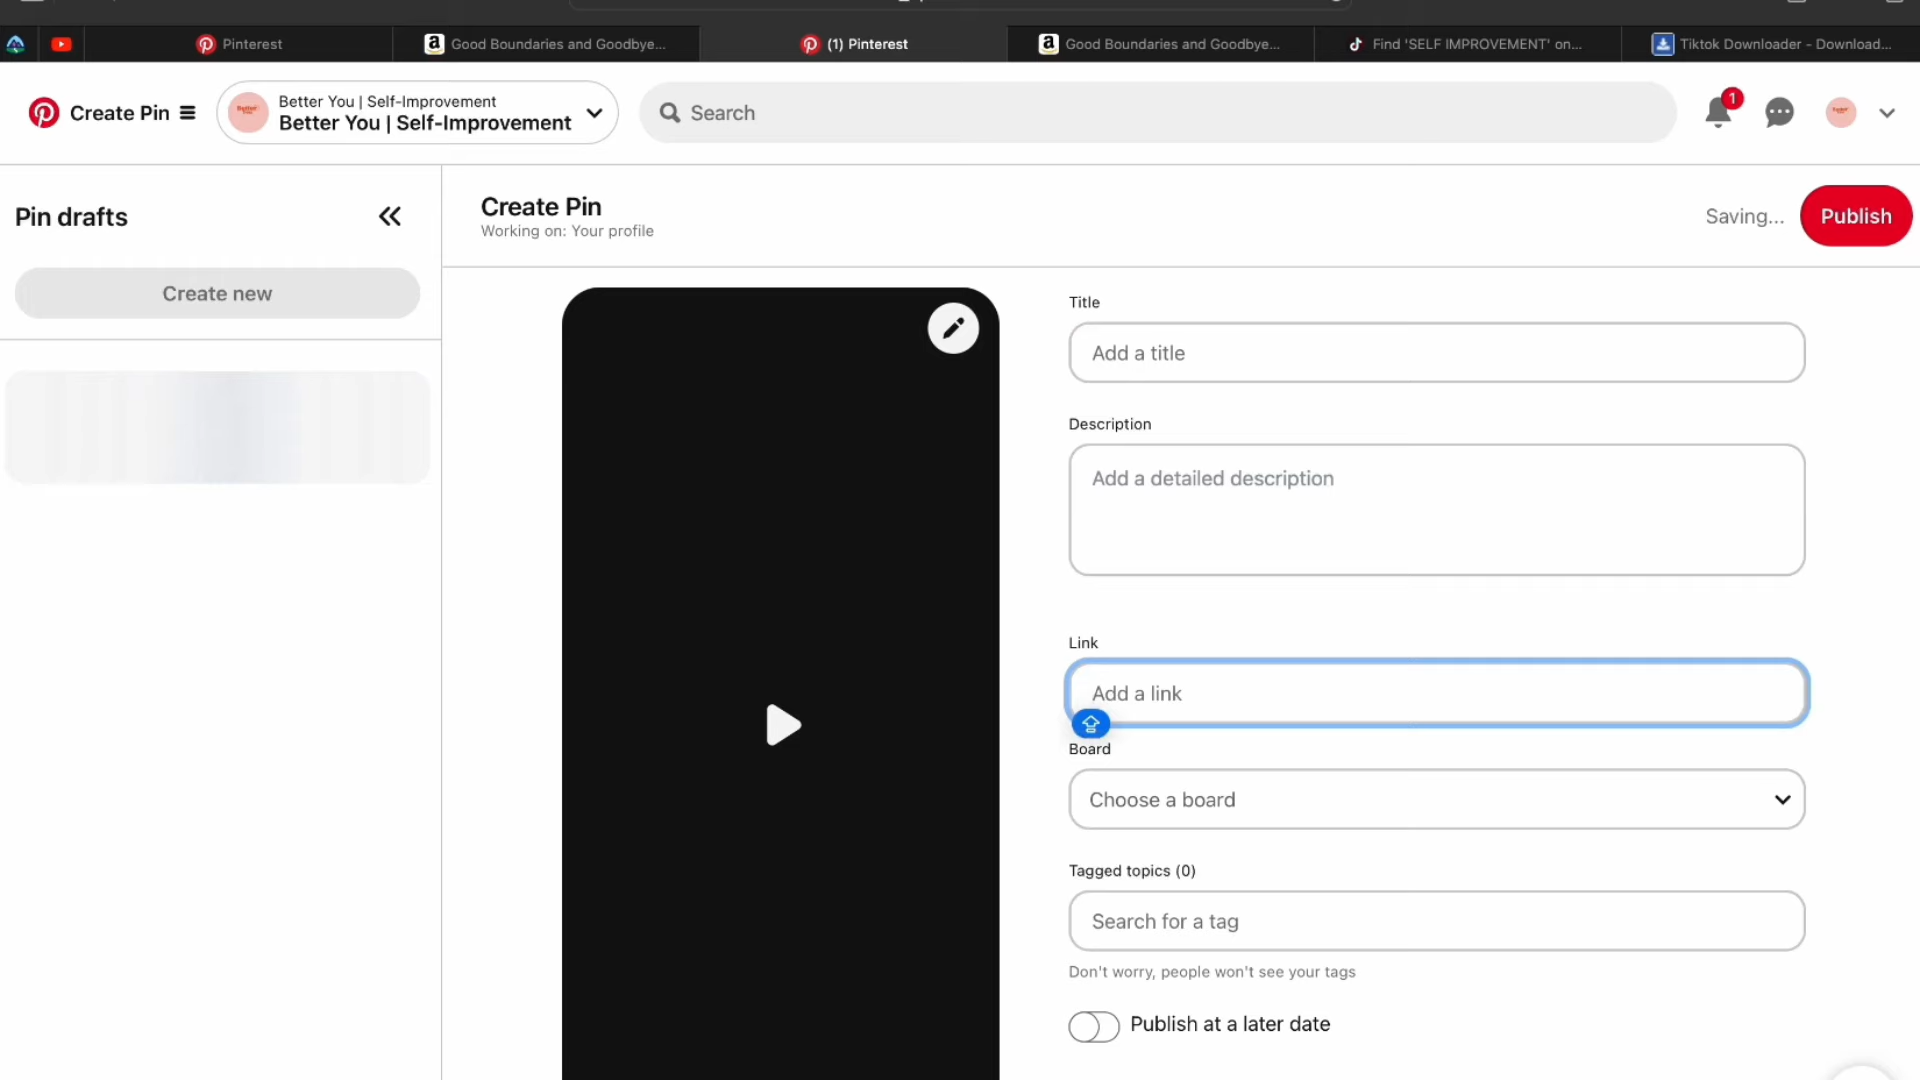 Pinterest
Good Boundaries and Goodbye...
(1) Pinterest
Good Boundaries and Goodbye...
Find 'SELF IMPROVEMENT' on...
Tiktok Downloader - Download...
Create Pin
Better You | Self-Improvement
Better You | Self-Improvement
Search
1
Pin drafts
Create new
Create Pin
Working on: Your profile
Saving...
Publish
Title
Add a title
Description
Add a detailed description
Link
Add a link
Board
Choose a board
Tagged topics (0)
Search for a tag
Don't worry, people won't see your tags
Publish at a later date